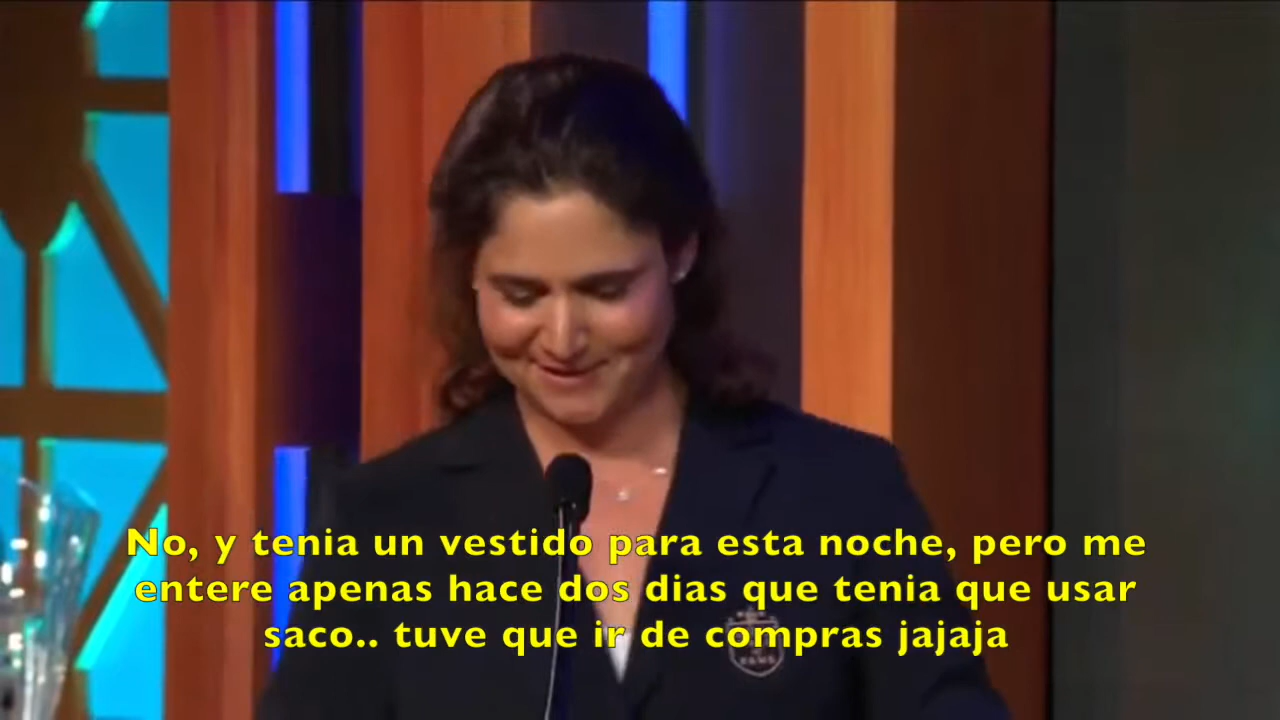 No, y tenia un vestido para esta noche, pero me
entere apenas hace dos dias que tenia que usar
saco.. tuve que ir de compras jajaja